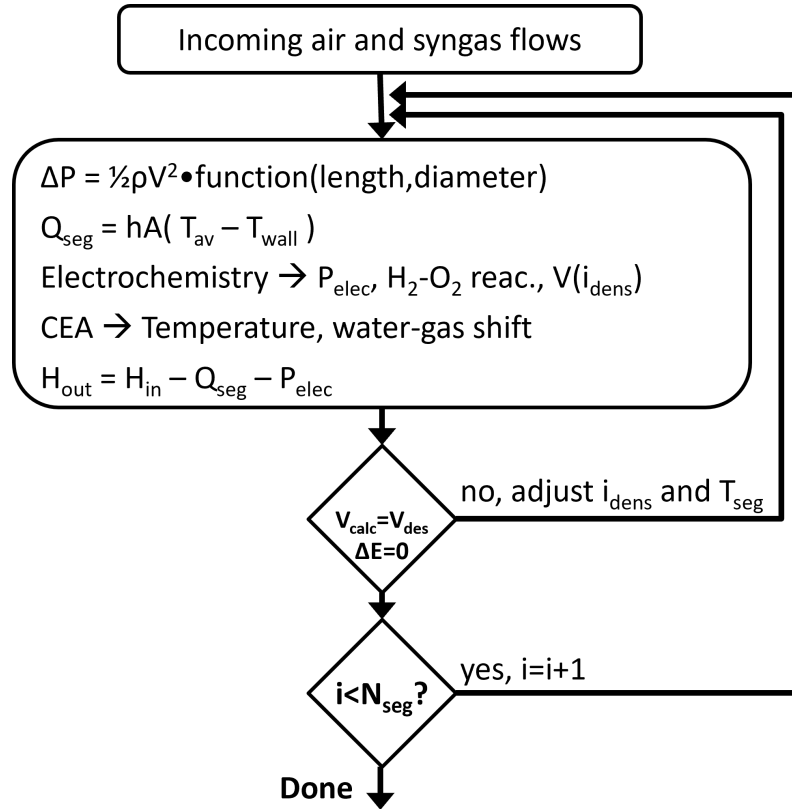 Incoming air and syngas flows
ΔP = ½ρV²•function(length,diameter)
Q_seg = hA( T_av – T_wall )
Electrochemistry → P_elec, H₂-O₂ reac., V(i_dens)
CEA → Temperature, water-gas shift
H_out = H_in – Q_seg – P_elec
no, adjust i_dens and T_seg
V_calc=V_des
ΔE=0
yes, i=i+1
i<N_seg?
Done